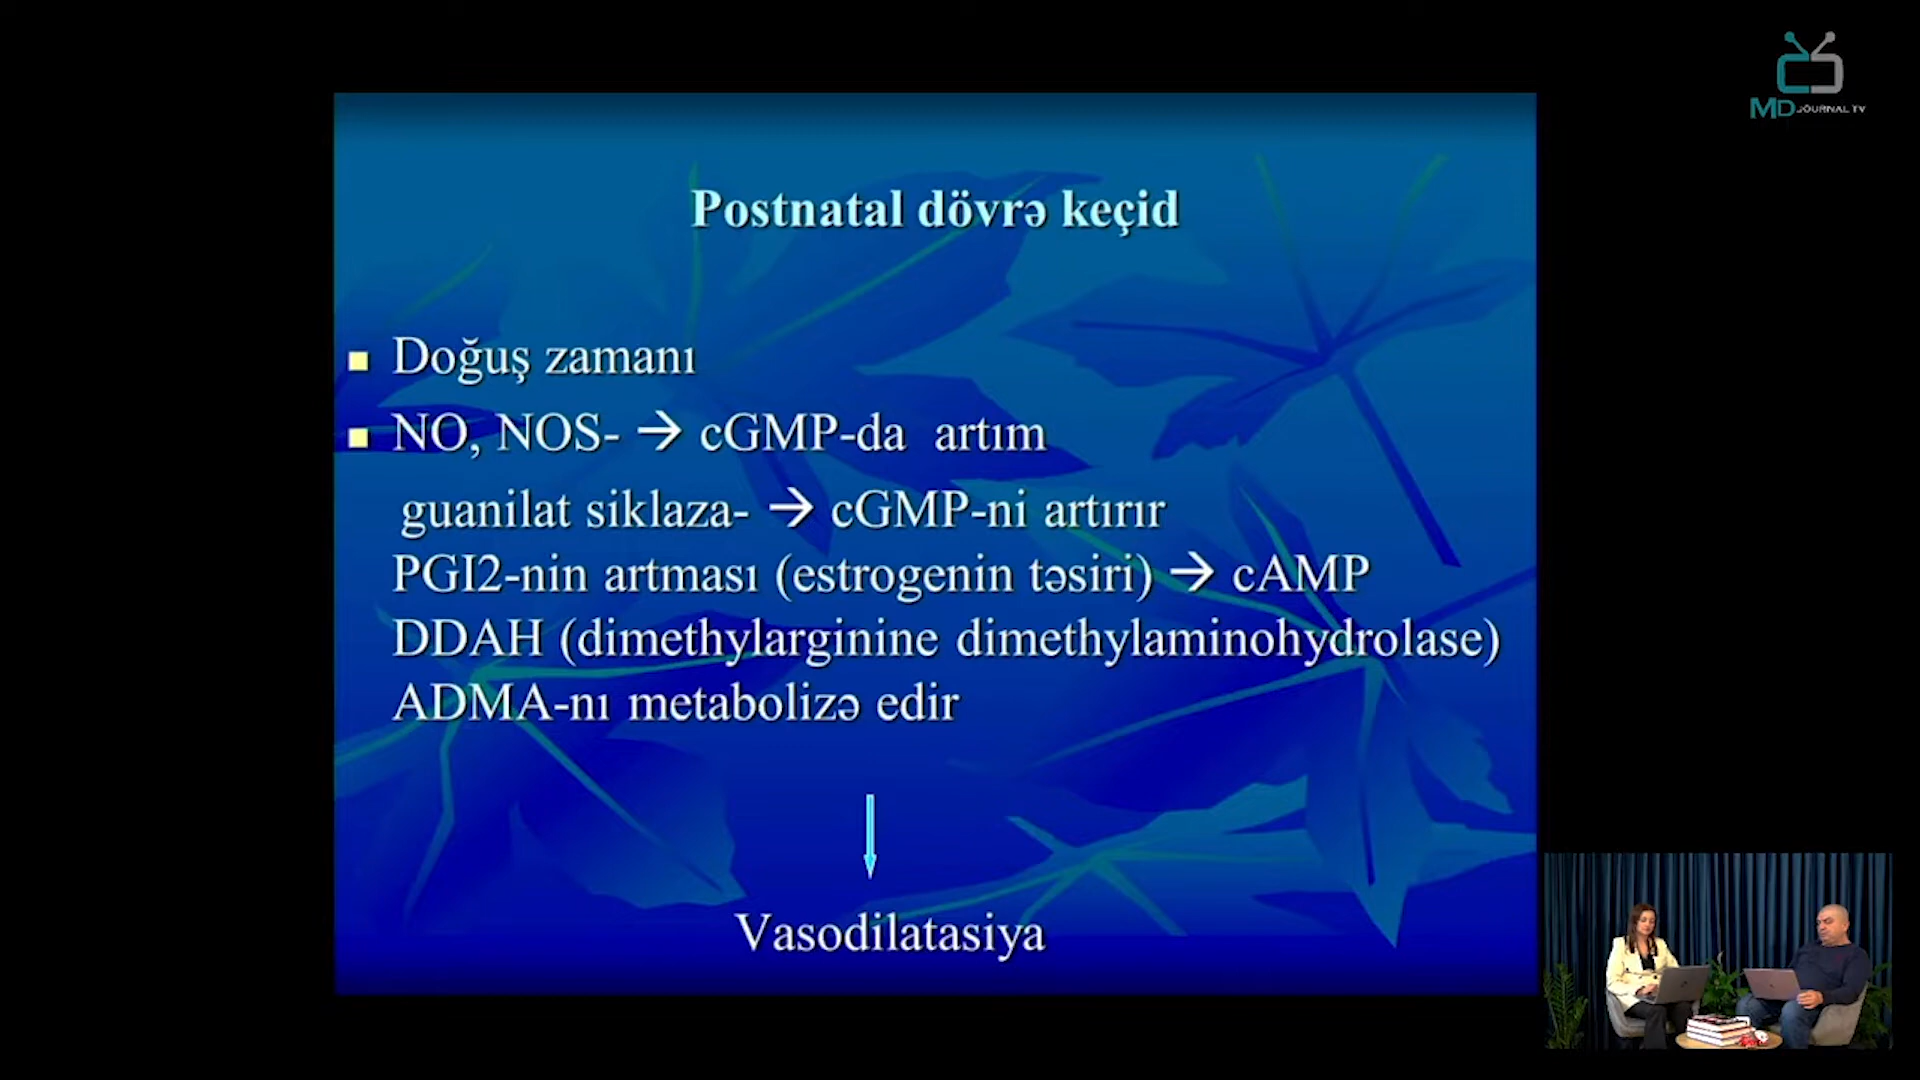 MD JOURNAL TV
Postnatal dövrə keçid
Doğuş zamanı
NO, NOS- → cGMP-da artım
guanilat siklaza- → cGMP-ni artırır
PGI2-nin artması (estrogenin təsiri) → cAMP
DDAH (dimethylarginine dimethylaminohydrolase)
ADMA-nı metabolizə edir
Vasodilatasiya